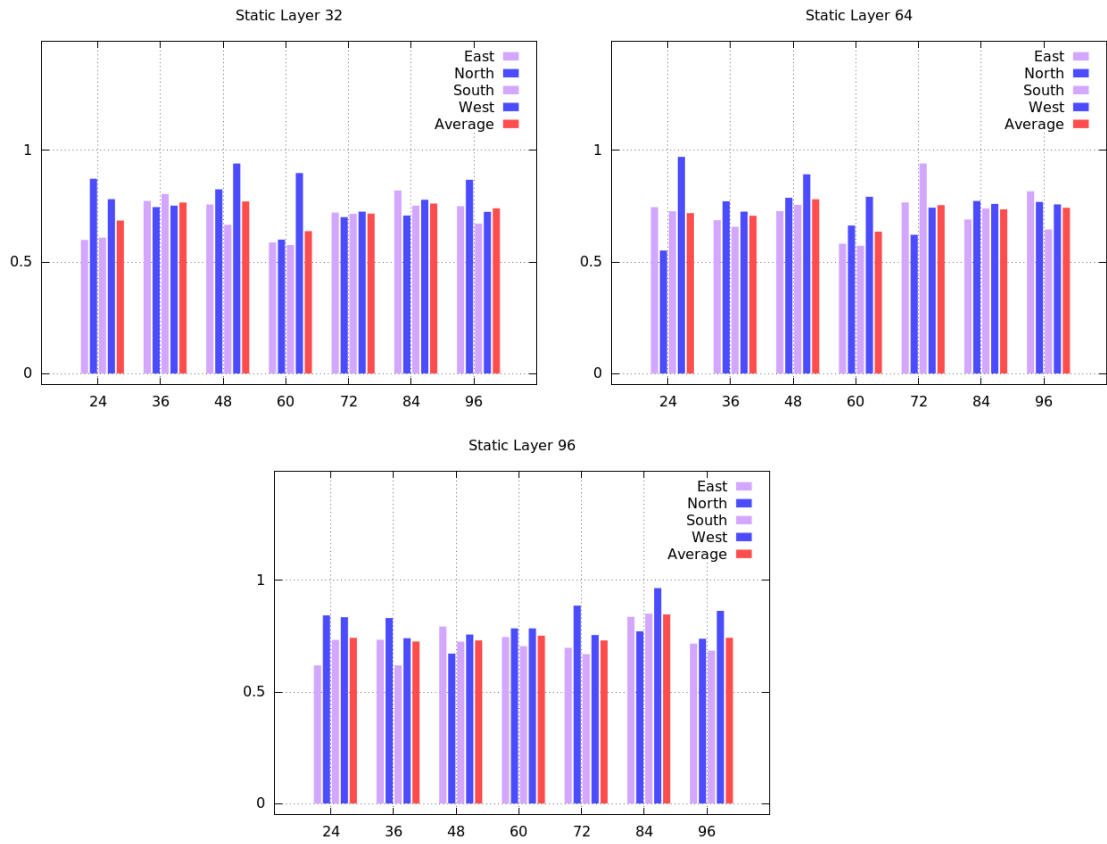 Static Layer 32
East
North
South
West
Average
1
0.5
0
24 36 48 60 72 84 96
Static Layer 64
East
North
South
West
Average
1
0.5
0
24 36 48 60 72 84 96
Static Layer 96
East
North
South
West
Average
1
0.5
0
24 36 48 60 72 84 96